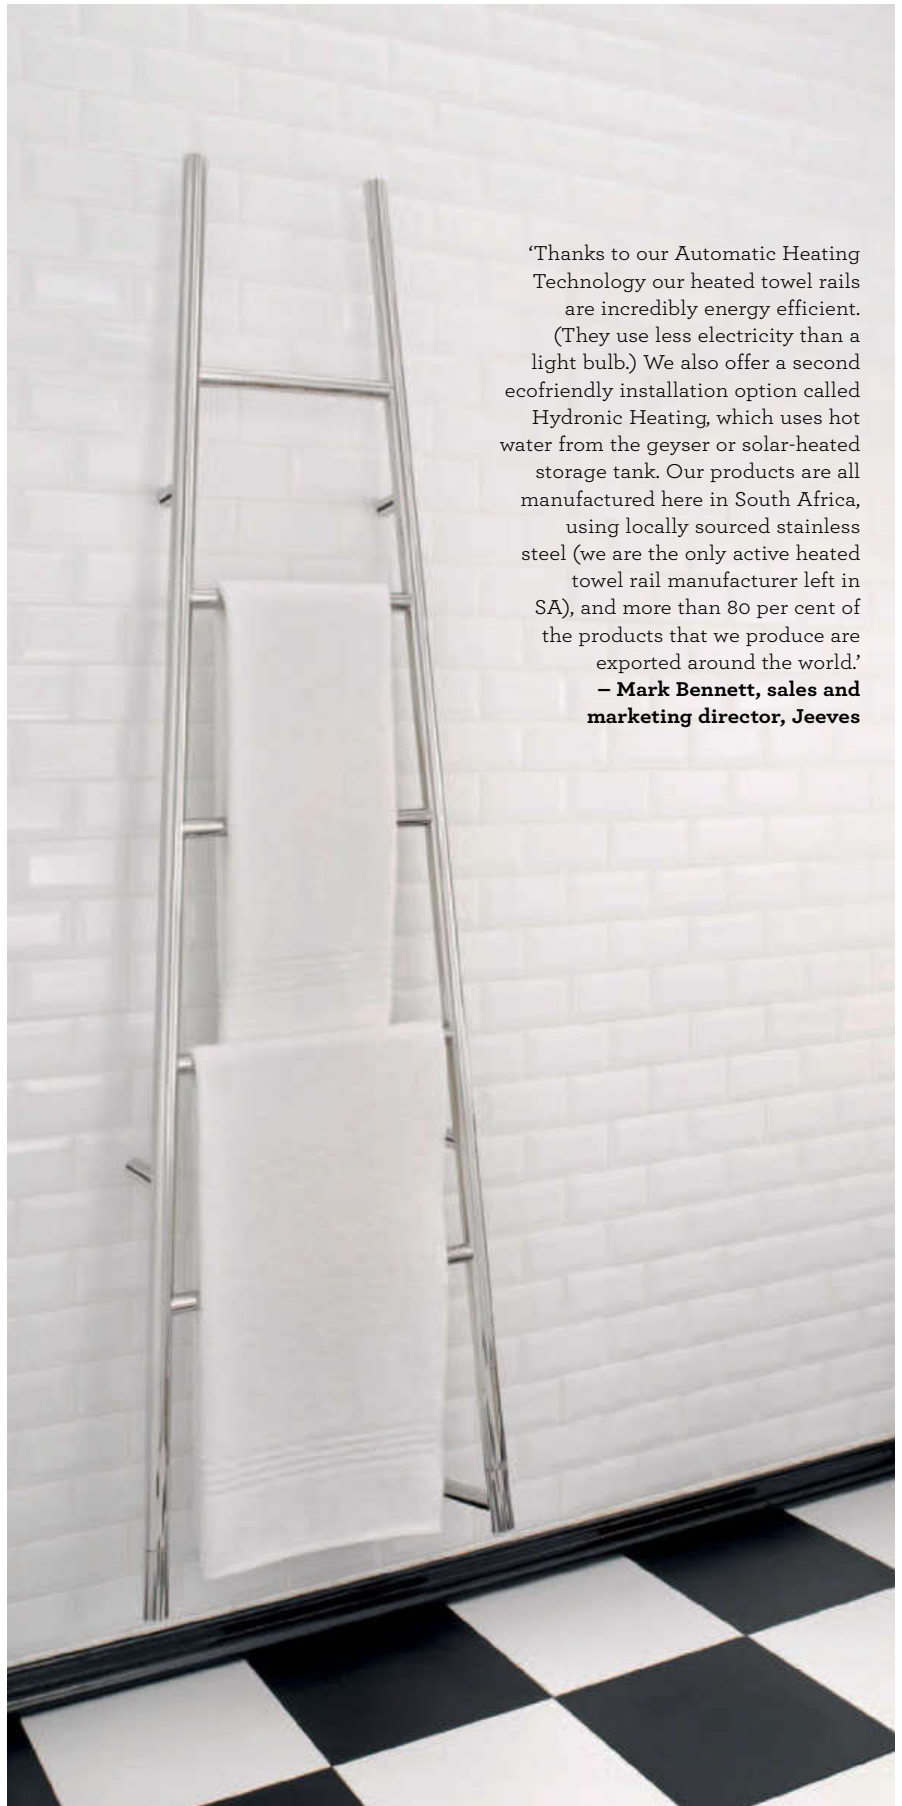 ‘Thanks to our Automatic Heating
Technology our heated towel rails
are incredibly energy efficient.
(They use less electricity than a
light bulb.) We also offer a second
ecofriendly installation option called
Hydronic Heating, which uses hot
water from the geyser or solar-heated
storage tank. Our products are all
manufactured here in South Africa,
using locally sourced stainless
steel (we are the only active heated
towel rail manufacturer left in
SA), and more than 80 per cent of
the products that we produce are
exported around the world.’
– Mark Bennett, sales and
marketing director, Jeeves